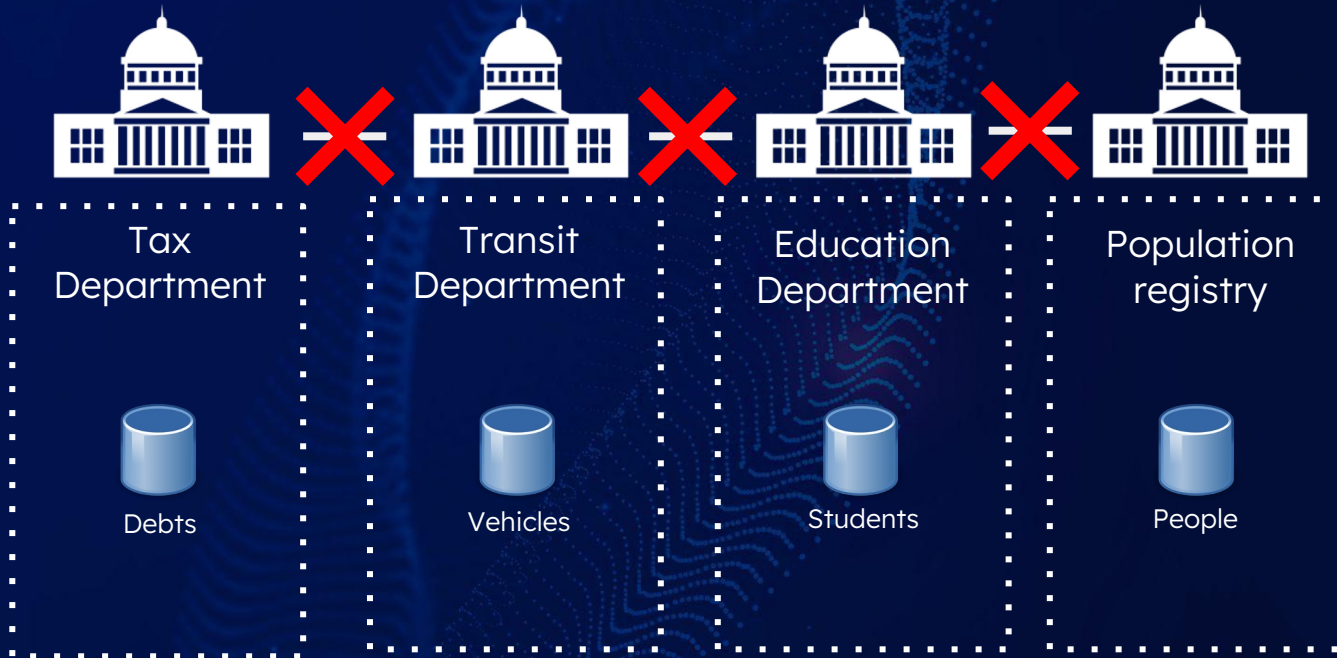 Tax
Department
Transit
Department
Education
Department
Population
registry
Debts
Vehicles
Students
People